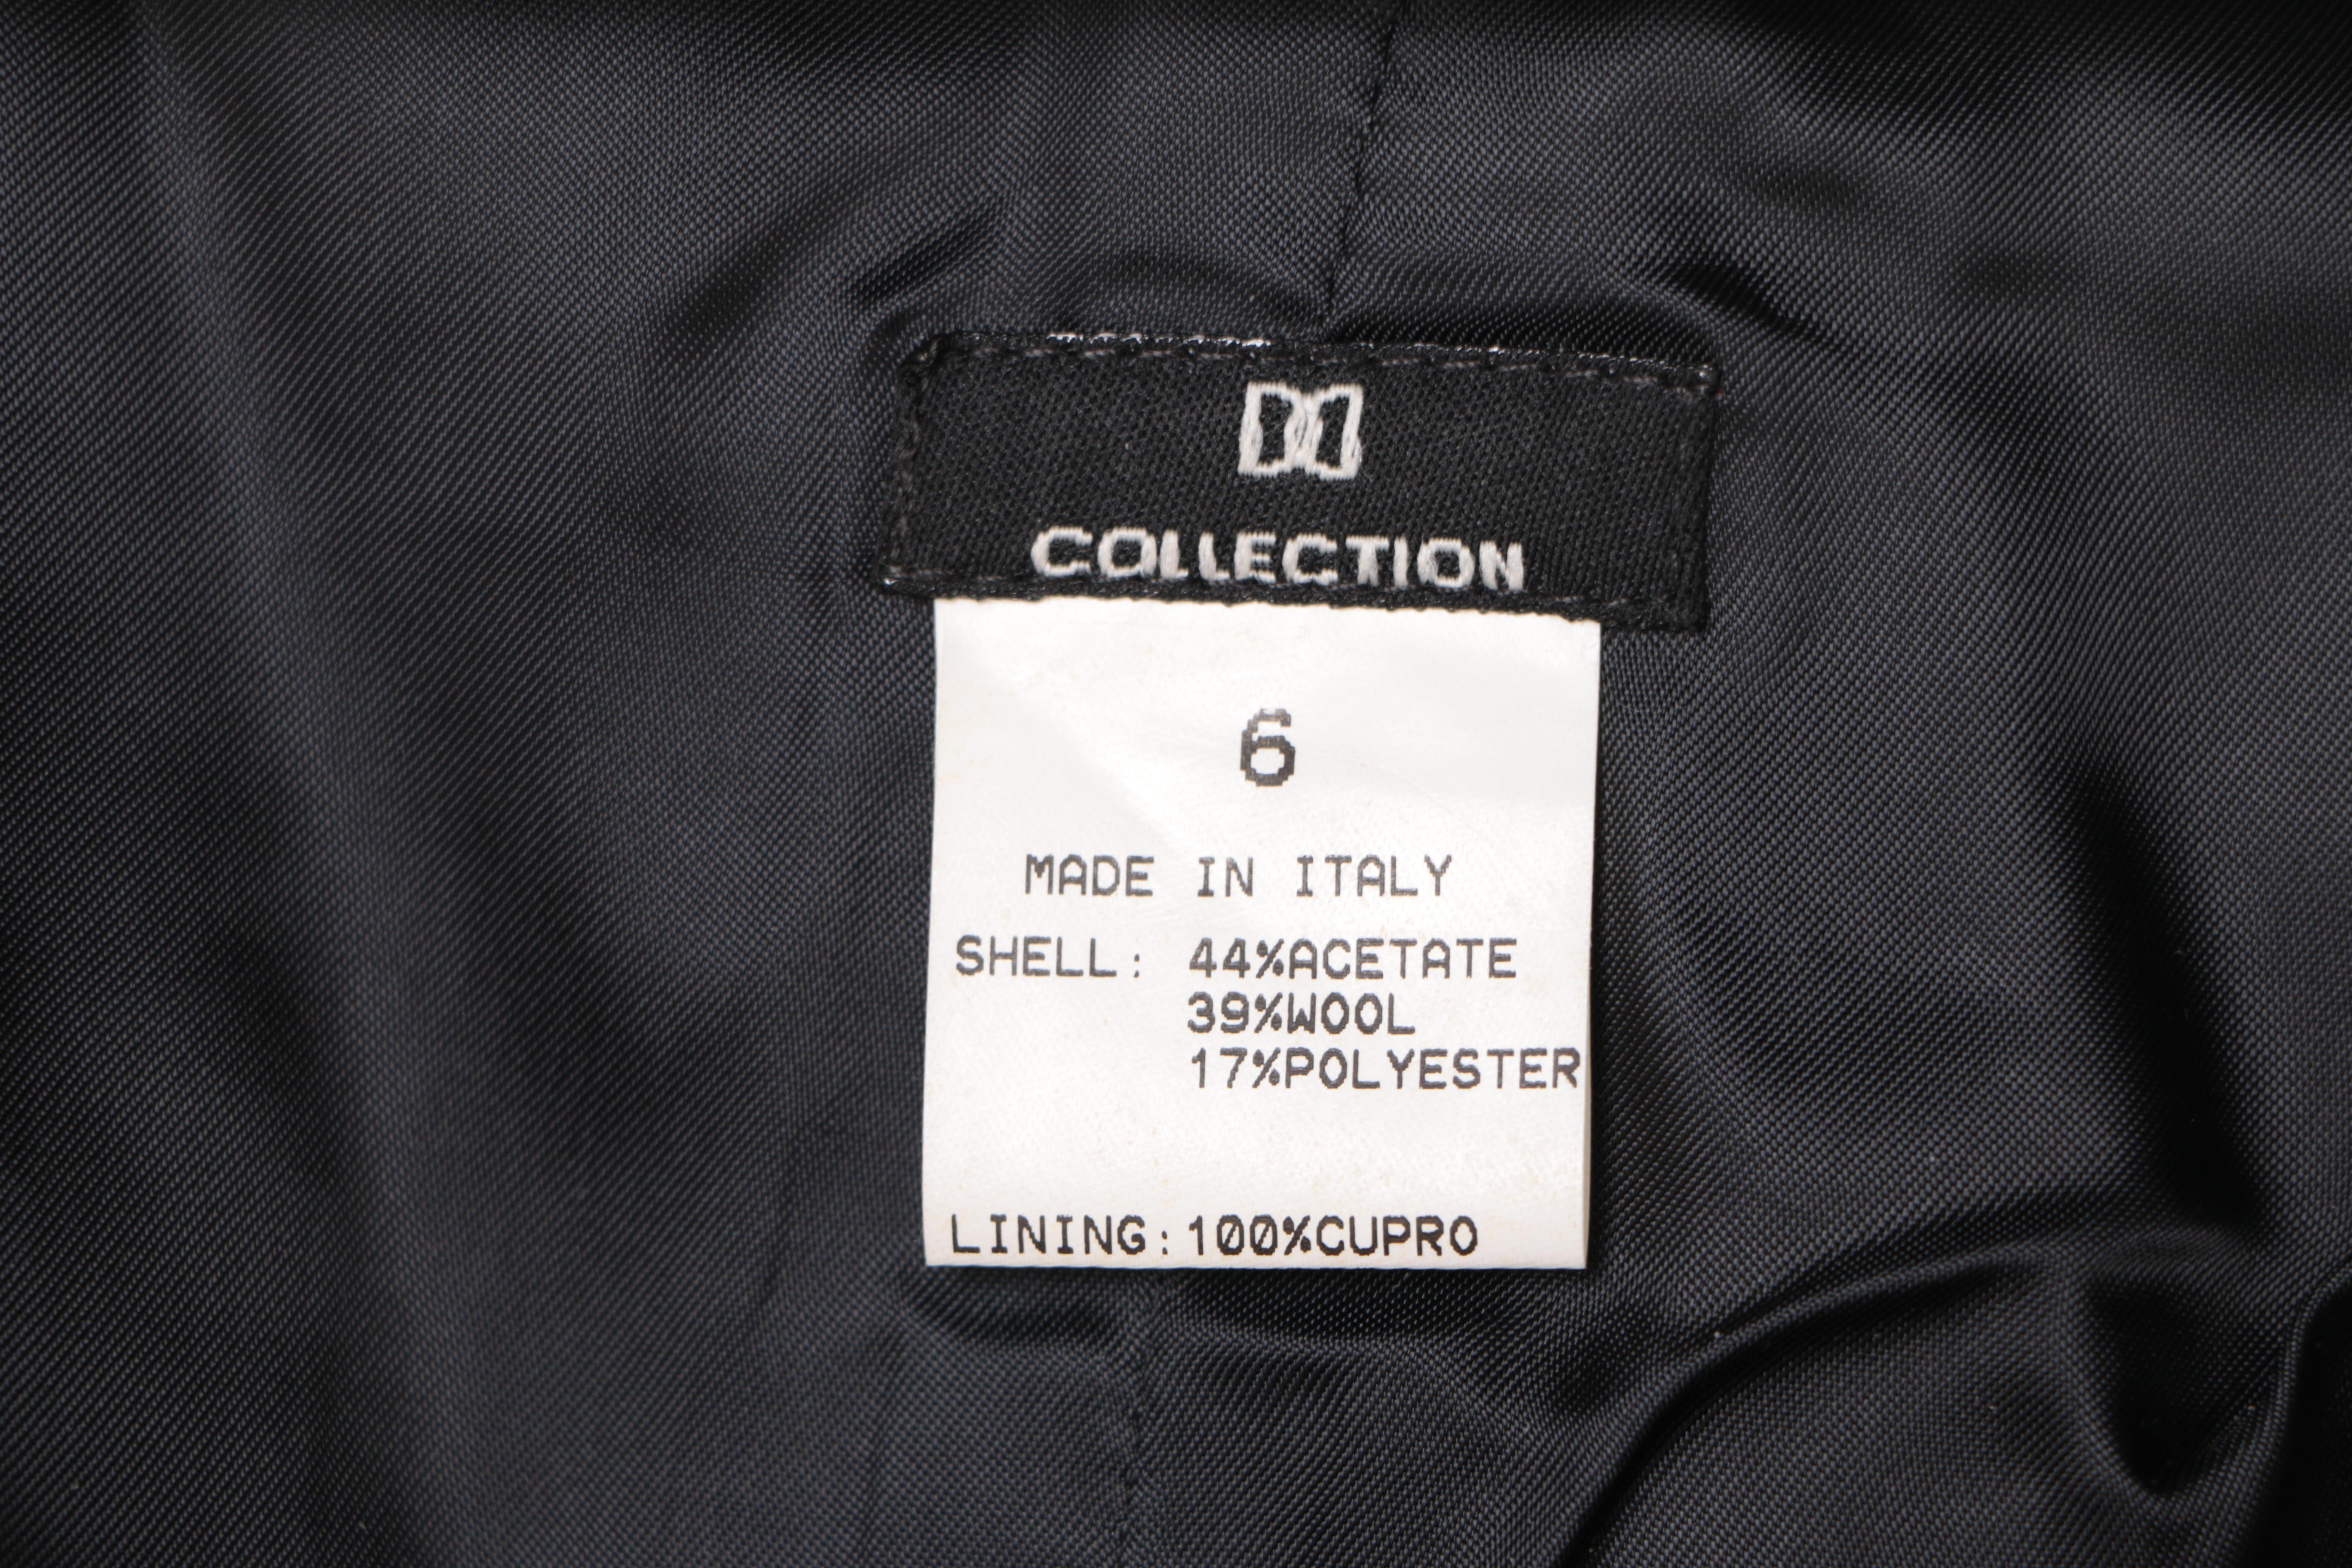 COLLECTION
6
MADE IN ITALY
SHELL: 44%ACETATE
39%WOOL
17%POLYESTER
LINING:100%CUPRO